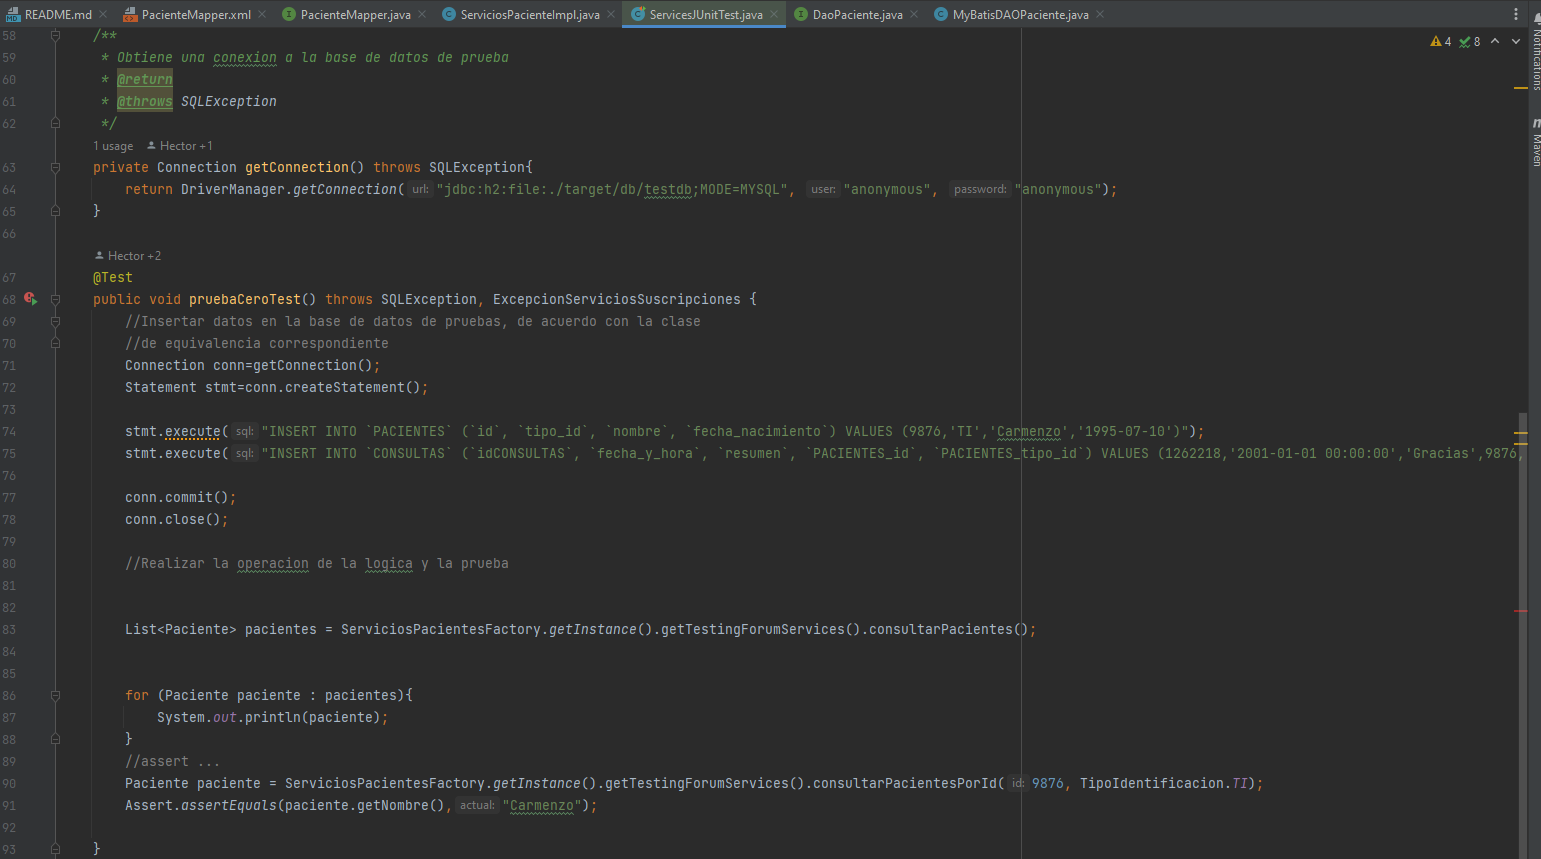 README.md PacienteMapper.xml PacienteMapper.java ServiciosPacienteImpl.java ServicesJUnitTest.java DaoPaciente.java MyBatisDAOPaciente.java
4 8
Notifications
Maven
58 /**
59 * Obtiene una conexion a la base de datos de prueba
60 * @return
61 * @throws SQLException
62 */
1 usage Hector +1
63 private Connection getConnection() throws SQLException{
64 return DriverManager.getConnection( url: "jdbc:h2:file:./target/db/testdb;MODE=MYSQL", user: "anonymous", password: "anonymous");
65 }
66
Hector +2
67 @Test
68 public void pruebaCeroTest() throws SQLException, ExcepcionServiciosSuscripciones {
69 //Insertar datos en la base de datos de pruebas, de acuerdo con la clase
70 //de equivalencia correspondiente
71 Connection conn=getConnection();
72 Statement stmt=conn.createStatement();
73
74 stmt.execute( sql: "INSERT INTO `PACIENTES` (`id`, `tipo_id`, `nombre`, `fecha_nacimiento`) VALUES (9876,'TI','Carmenzo','1995-07-10')");
75 stmt.execute( sql: "INSERT INTO `CONSULTAS` (`idCONSULTAS`, `fecha_y_hora`, `resumen`, `PACIENTES_id`, `PACIENTES_tipo_id`) VALUES (1262218,'2001-01-01 00:00:00','Gracias',9876,
76
77 conn.commit();
78 conn.close();
79
80 //Realizar la operacion de la logica y la prueba
81
82
83 List<Paciente> pacientes = ServiciosPacientesFactory.getInstance().getTestingForumServices().consultarPacientes();
84
85
86 for (Paciente paciente : pacientes){
87 System.out.println(paciente);
88 }
89 //assert ...
90 Paciente paciente = ServiciosPacientesFactory.getInstance().getTestingForumServices().consultarPacientesPorId( id: 9876, TipoIdentificacion.TI);
91 Assert.assertEquals(paciente.getNombre(), actual: "Carmenzo");
92
93 }